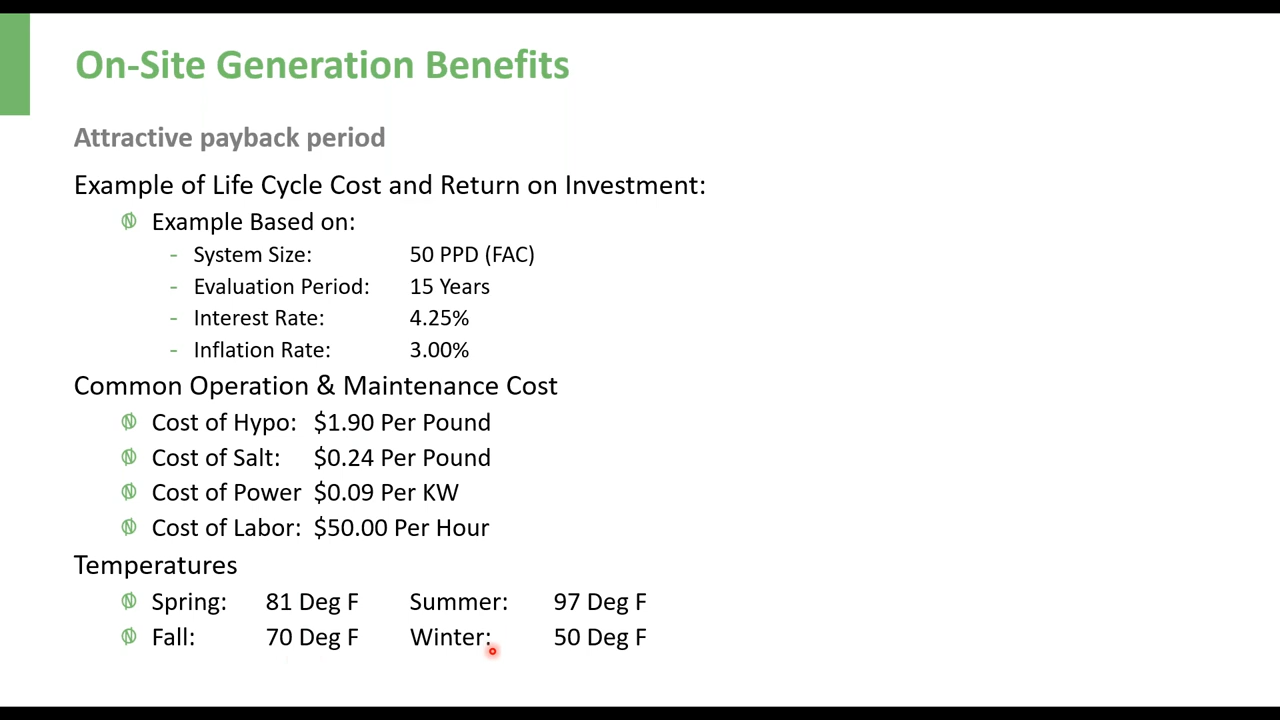 On-Site Generation Benefits
Attractive payback period
Example of Life Cycle Cost and Return on Investment:
Example Based on:
- System Size: 50 PPD (FAC)
- Evaluation Period: 15 Years
- Interest Rate: 4.25%
- Inflation Rate: 3.00%
Common Operation & Maintenance Cost
Cost of Hypo: $1.90 Per Pound
Cost of Salt: $0.24 Per Pound
Cost of Power $0.09 Per KW
Cost of Labor: $50.00 Per Hour
Temperatures
Spring: 81 Deg F Summer: 97 Deg F
Fall: 70 Deg F Winter: 50 Deg F